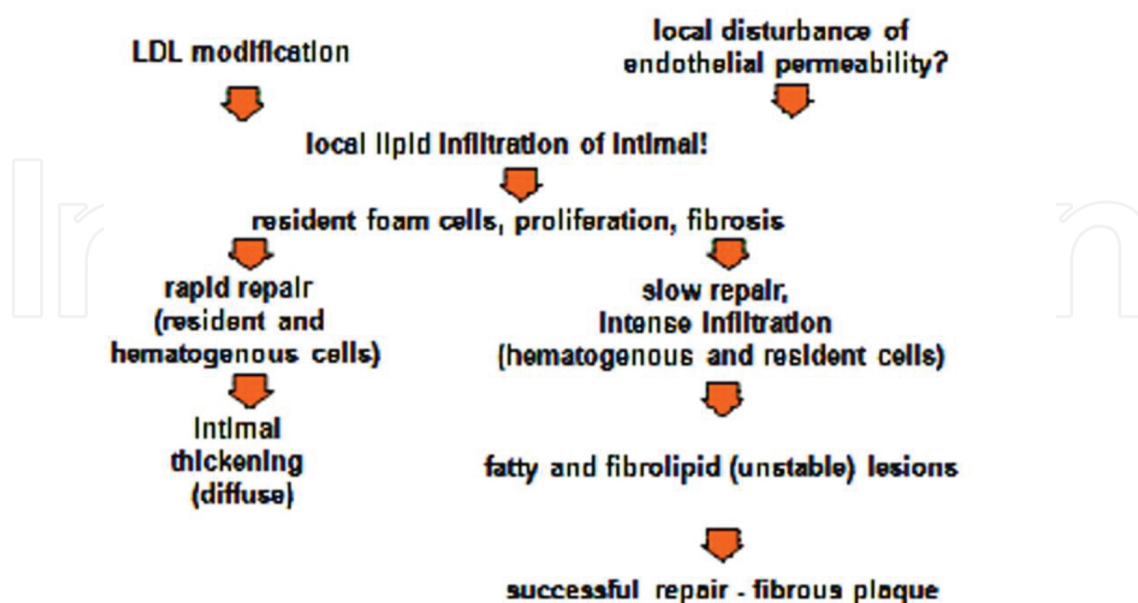 LDL modification
local disturbance of
endothelial permeability?
local lipid infiltration of intimal!
resident foam cells, proliferation, fibrosis
rapid repair
(resident and
hematogenous cells)
slow repair,
Intense Infiltration
(hematogenous and resident cells)
Intimal
thickening
(diffuse)
fatty and fibrolipid (unstable) lesions
successful repair - fibrous plaque